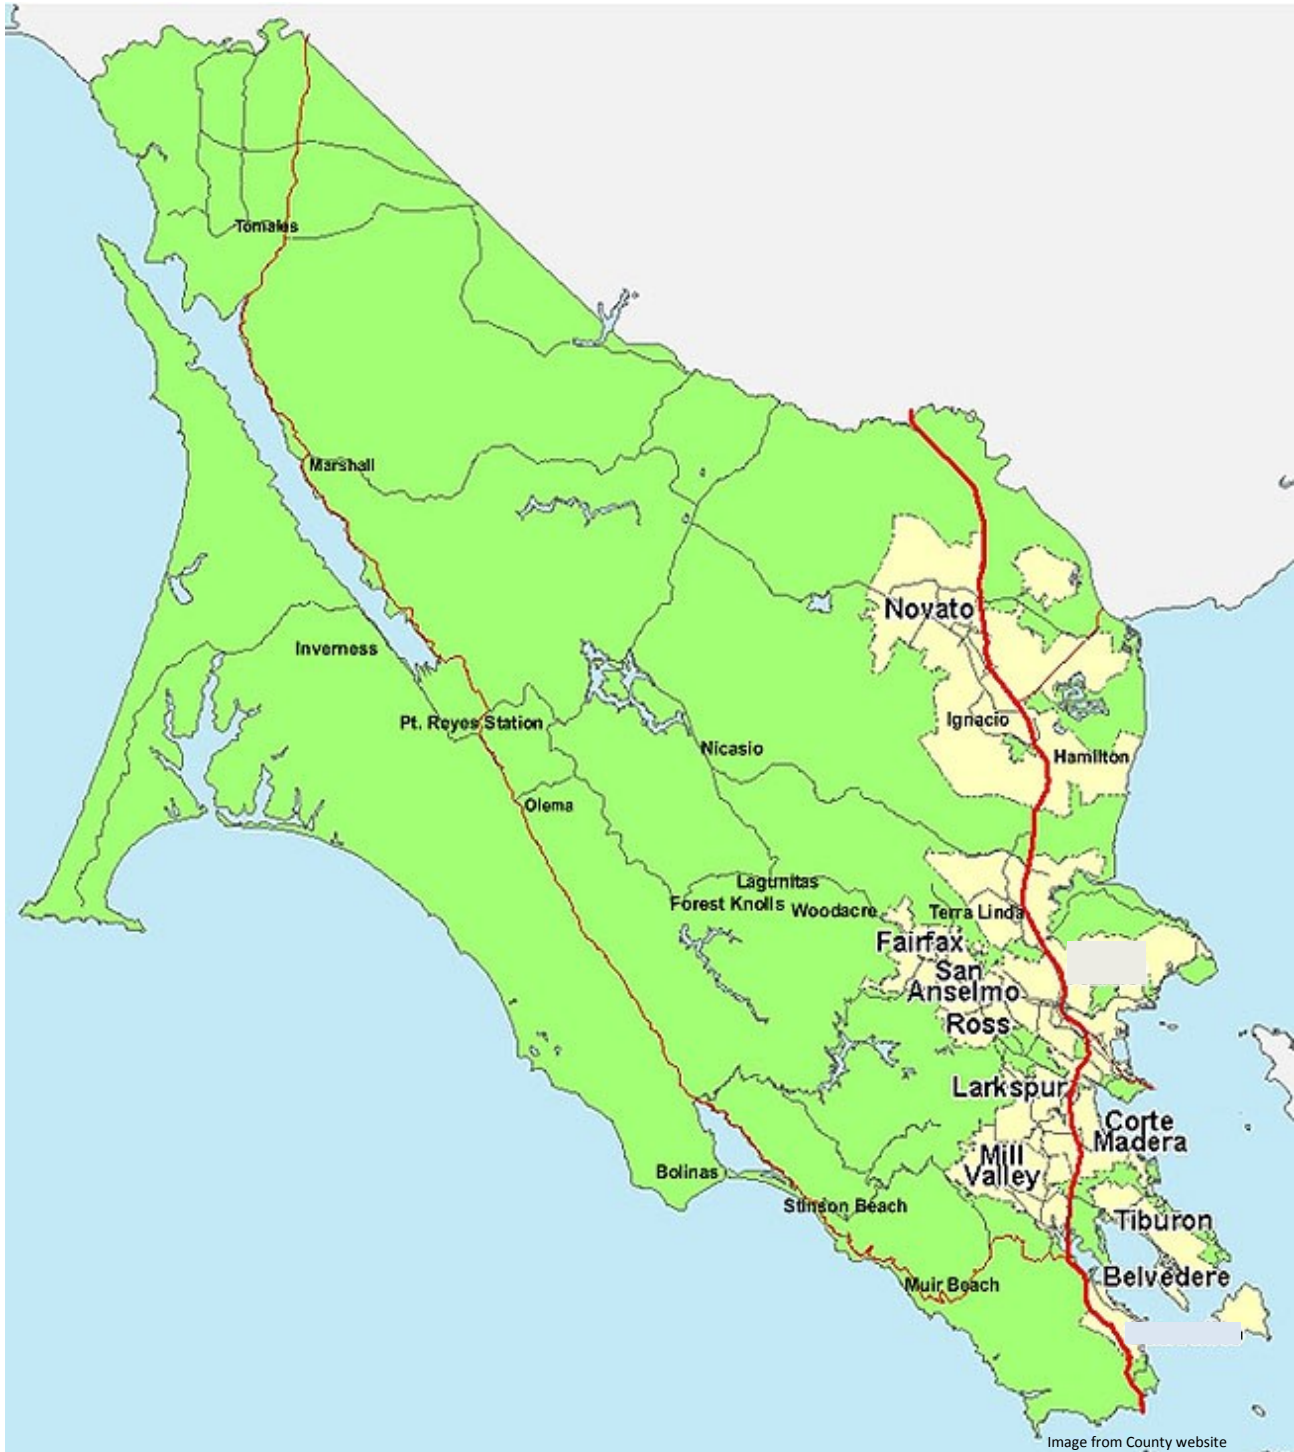 Tomales
Marshall
Novato
Inverness
Pt. Reyes Station
Ignacio
Nicasio
Hamilton
Olema
Lagunitas
Forest Knolls
Woodacre
Terra Linda
Fairfax
San
Anselmo
Ross
Larkspur
Corte
Madera
Mill
Valley
Bolinas
Stinson Beach
Tiburon
Belvedere
Muir Beach
Image from County website